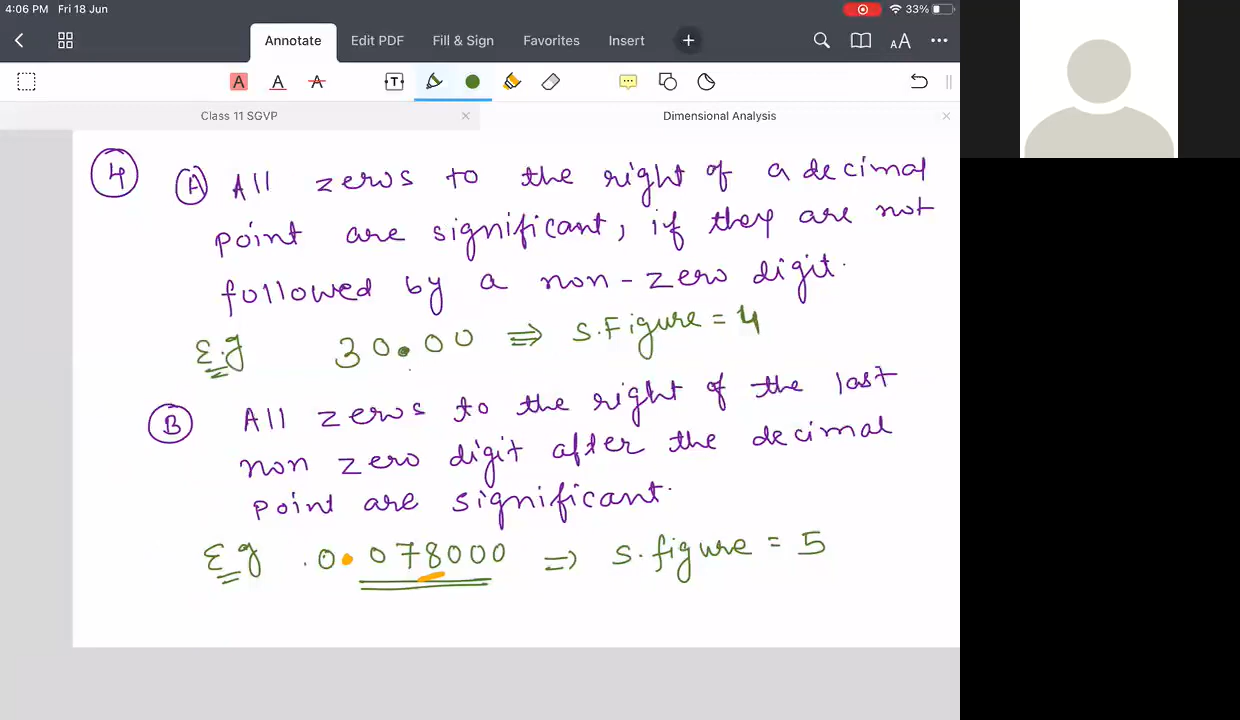 4:06 PM Fri 18 Jun 33%
Annotate Edit PDF Fill & Sign Favorites Insert
Class 11 SGVP Dimensional Analysis
4 A All zeros to the right of a decimal
point are significant, if they are not
followed by a non-zero digit.
E.g 30.00 ⇒ S.Figure = 4
B All zeros to the right of the last
non zero digit after the decimal
point are significant.
Eg .0.078000 ⇒ S.figure = 5